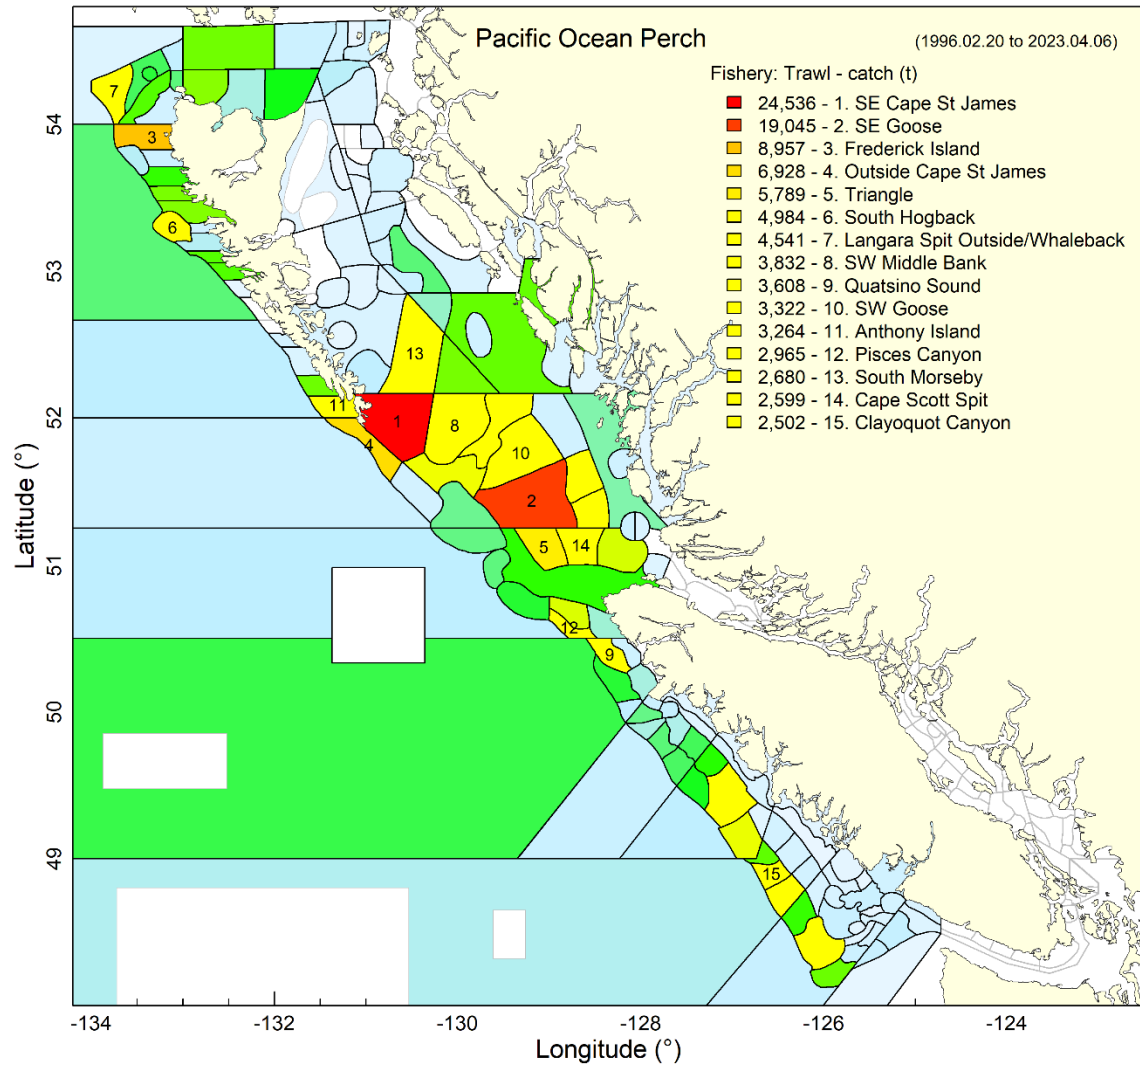 Pacific Ocean Perch
(1996.02.20 to 2023.04.06)
Fishery: Trawl - catch (t)
24,536 - 1. SE Cape St James
19,045 - 2. SE Goose
8,957 - 3. Frederick Island
6,928 - 4. Outside Cape St James
5,789 - 5. Triangle
4,984 - 6. South Hogback
4,541 - 7. Langara Spit Outside/Whaleback
3,832 - 8. SW Middle Bank
3,608 - 9. Quatsino Sound
3,322 - 10. SW Goose
3,264 - 11. Anthony Island
2,965 - 12. Pisces Canyon
2,680 - 13. South Morseby
2,599 - 14. Cape Scott Spit
2,502 - 15. Clayoquot Canyon
7
3
6
13
11
1
4
8
10
2
5
14
12
9
15
54
53
52
51
50
49
Latitude (°)
-134
-132
-130
-128
-126
-124
Longitude (°)